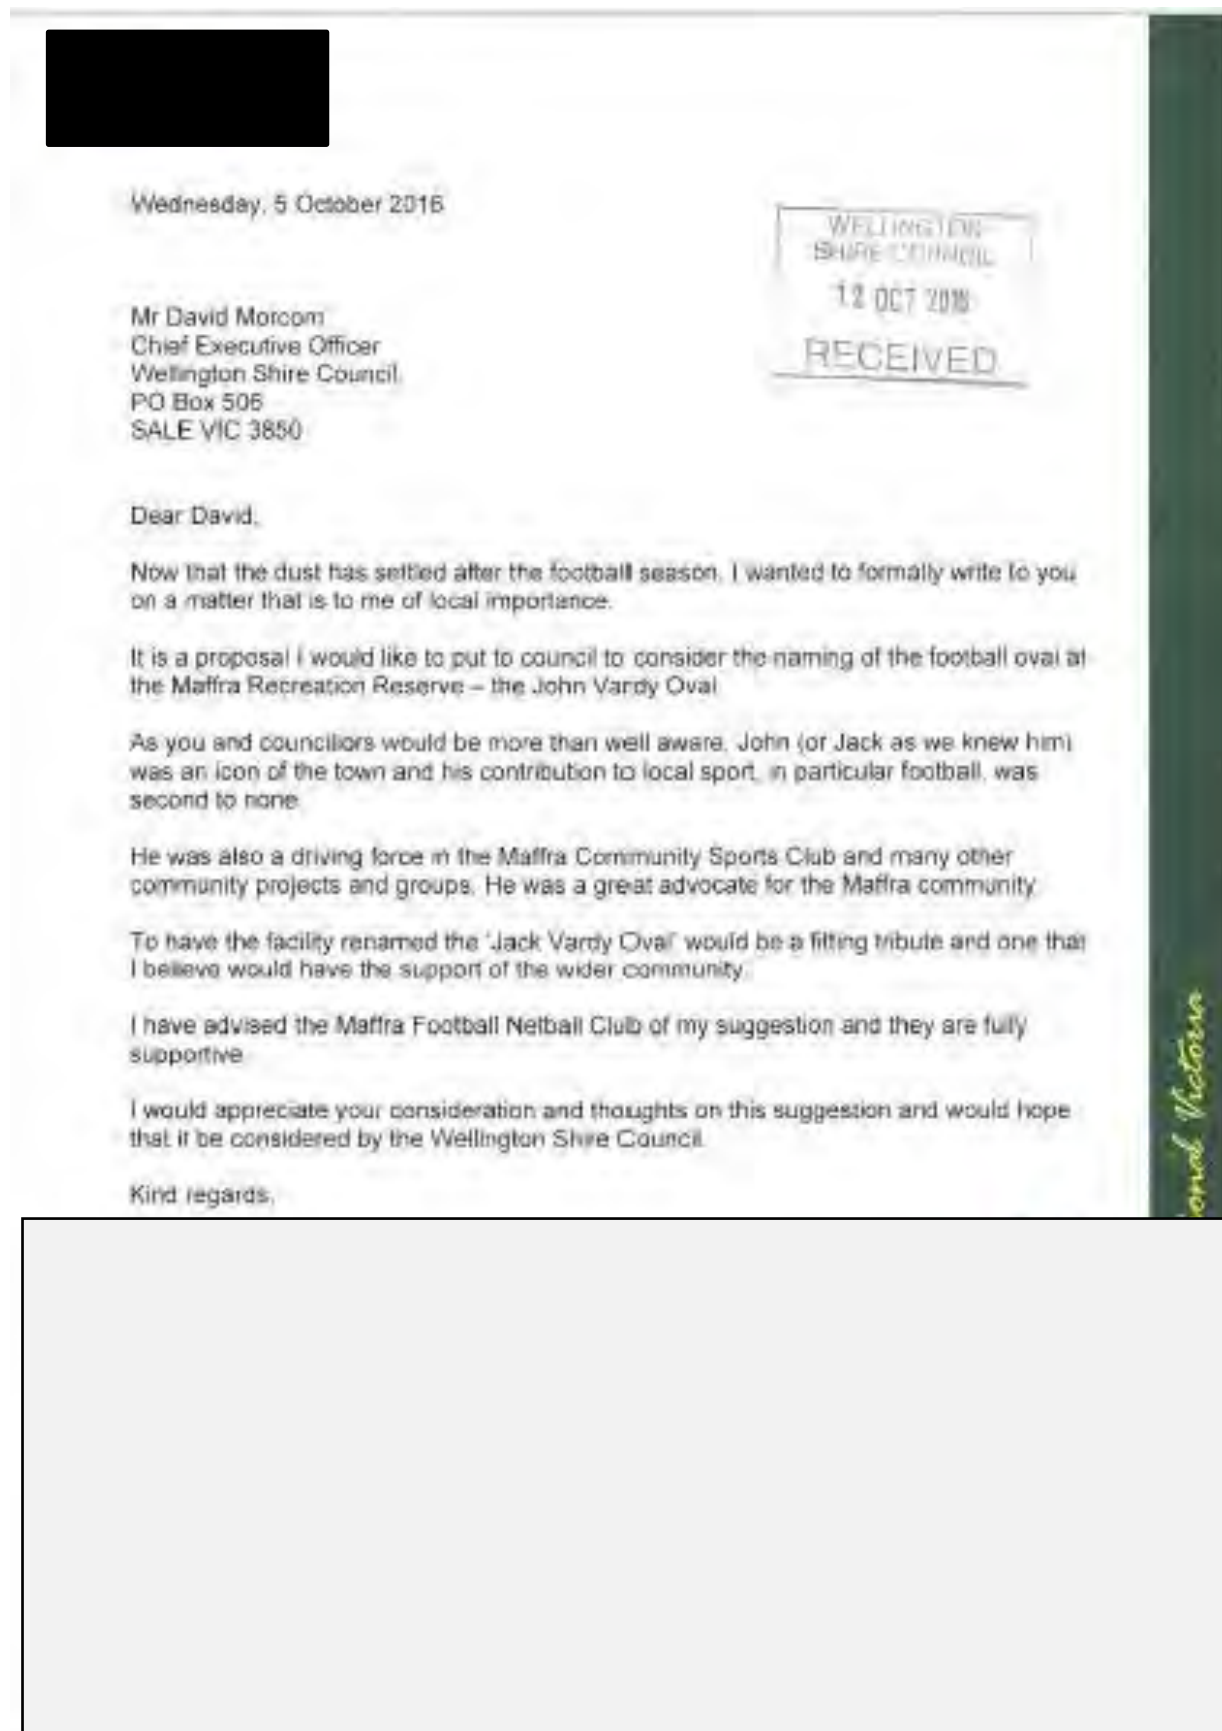 Wednesday, 5 October 2016
WELLINGTON
SHIRE COUNCIL
12 OCT 2016
RECEIVED
Mr David Morcom
Chief Executive Officer
Wellington Shire Council
PO Box 506
SALE VIC 3850
Dear David,
Now that the dust has settled after the football season, I wanted to formally write to you
on a matter that is to me of local importance.
It is a proposal I would like to put to council to consider the naming of the football oval at
the Maffra Recreation Reserve – the John Vardy Oval
As you and councillors would be more than well aware, John (or Jack as we knew him)
was an icon of the town and his contribution to local sport, in particular football, was
second to none
He was also a driving force in the Maffra Community Sports Club and many other
community projects and groups. He was a great advocate for the Maffra community
To have the facility renamed the 'Jack Vardy Oval' would be a fitting tribute and one that
I believe would have the support of the wider community.
I have advised the Maffra Football Netball Club of my suggestion and they are fully
supportive
I would appreciate your consideration and thoughts on this suggestion and would hope
that it be considered by the Wellington Shire Council.
Kind regards,
ional Victoria